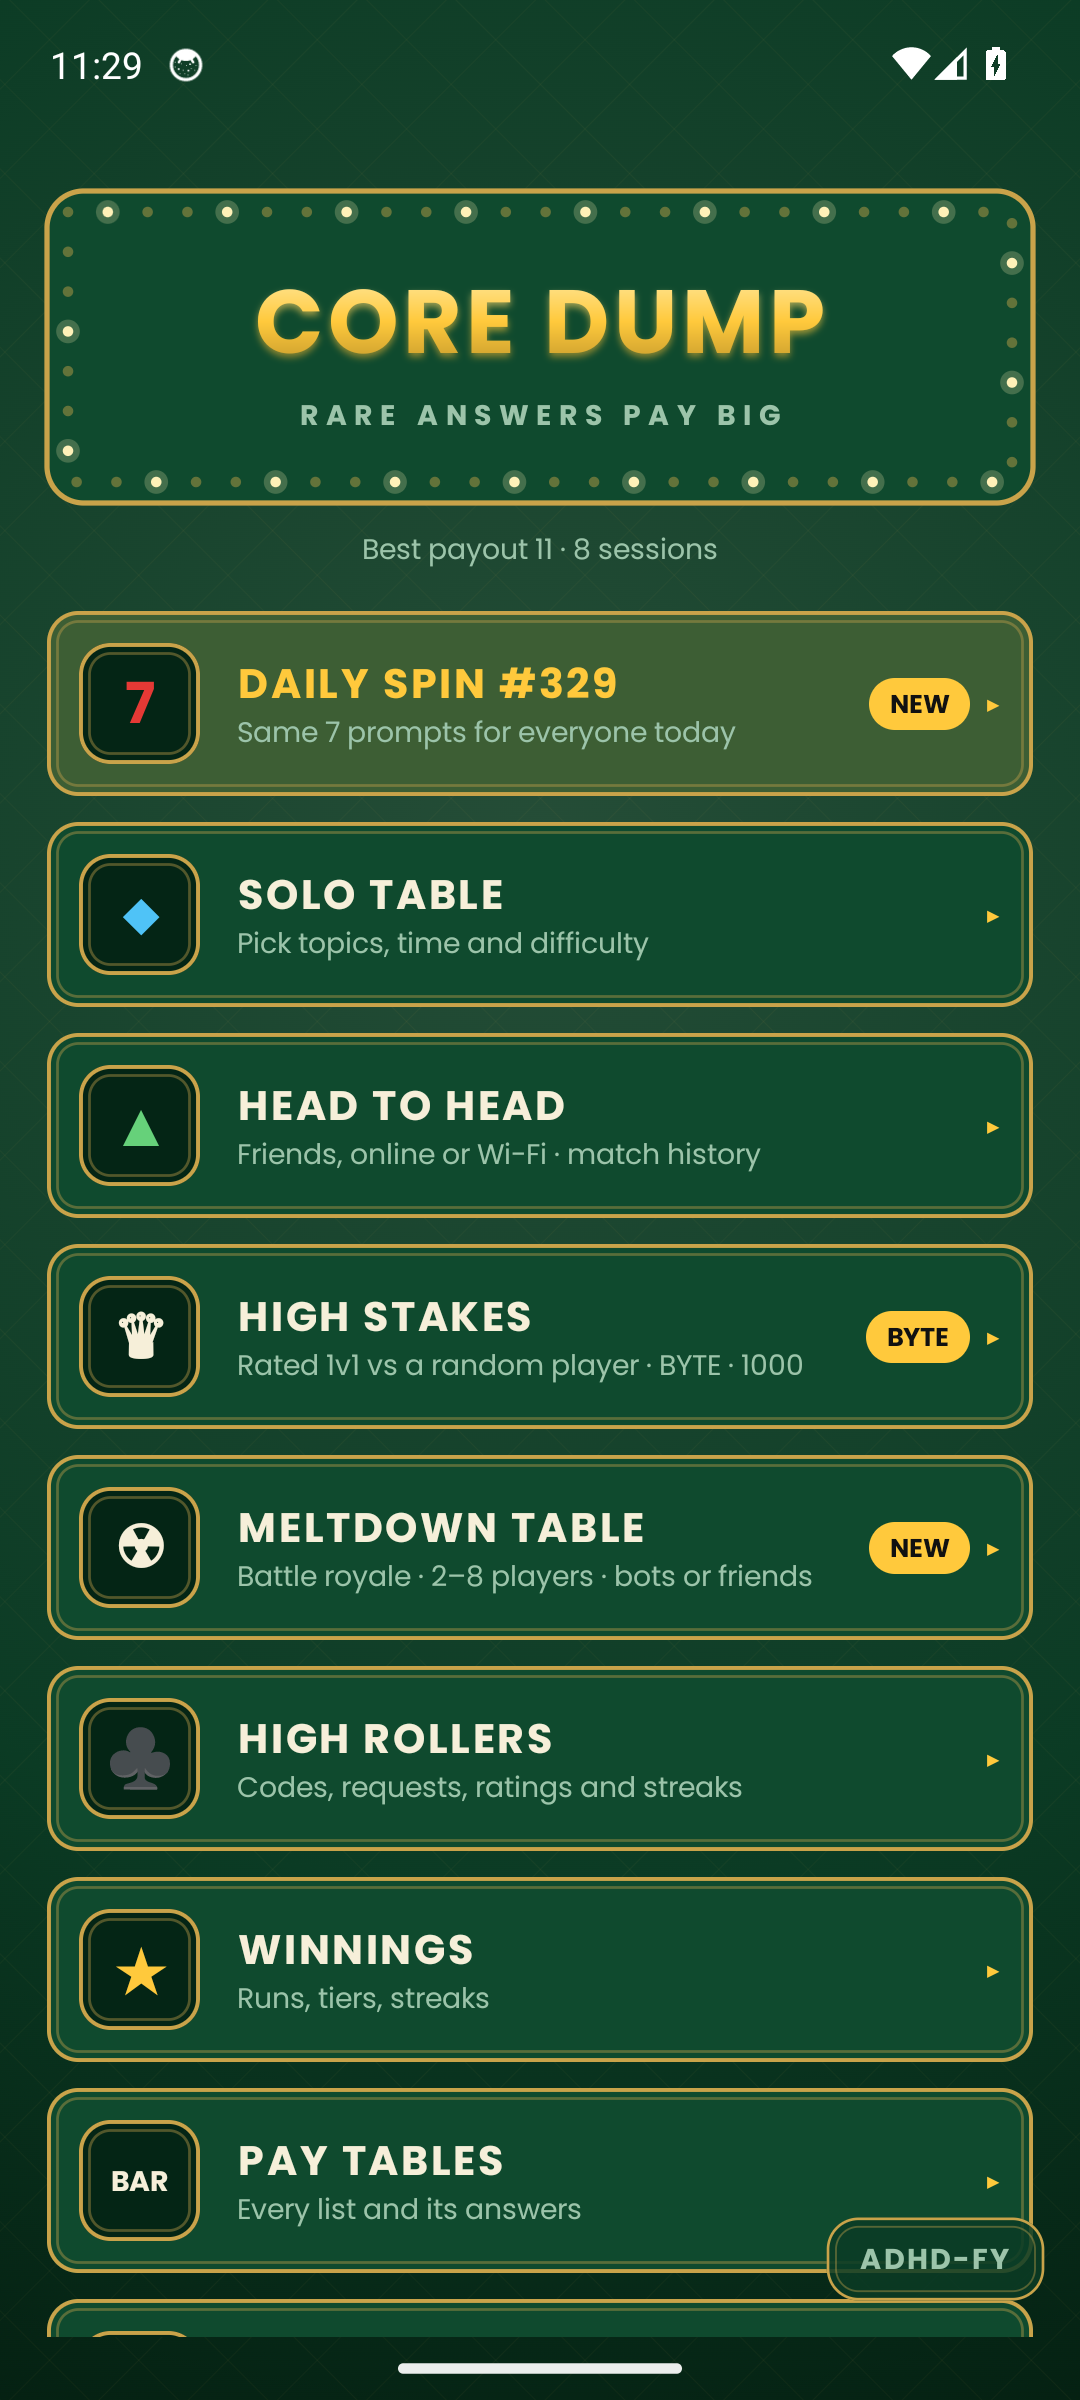 11:29
CORE DUMP
RARE ANSWERS PAY BIG
Best payout 11 · 8 sessions
7
DAILY SPIN #329
Same 7 prompts for everyone today
NEW
SOLO TABLE
Pick topics, time and difficulty
HEAD TO HEAD
Friends, online or Wi-Fi · match history
HIGH STAKES
Rated 1v1 vs a random player · BYTE · 1000
BYTE
MELTDOWN TABLE
Battle royale · 2–8 players · bots or friends
NEW
HIGH ROLLERS
Codes, requests, ratings and streaks
WINNINGS
Runs, tiers, streaks
BAR
PAY TABLES
Every list and its answers
ADHD-FY